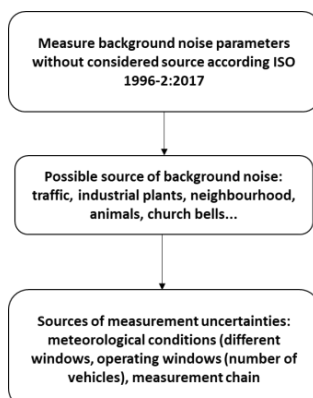 Measure background noise parameters
without considered source according ISO
1996-2:2017
Possible source of background noise:
traffic, industrial plants, neighbourhood,
animals, church bells...
Sources of measurement uncertainties:
meteorological conditions (different
windows, operating windows (number of
vehicles), measurement chain